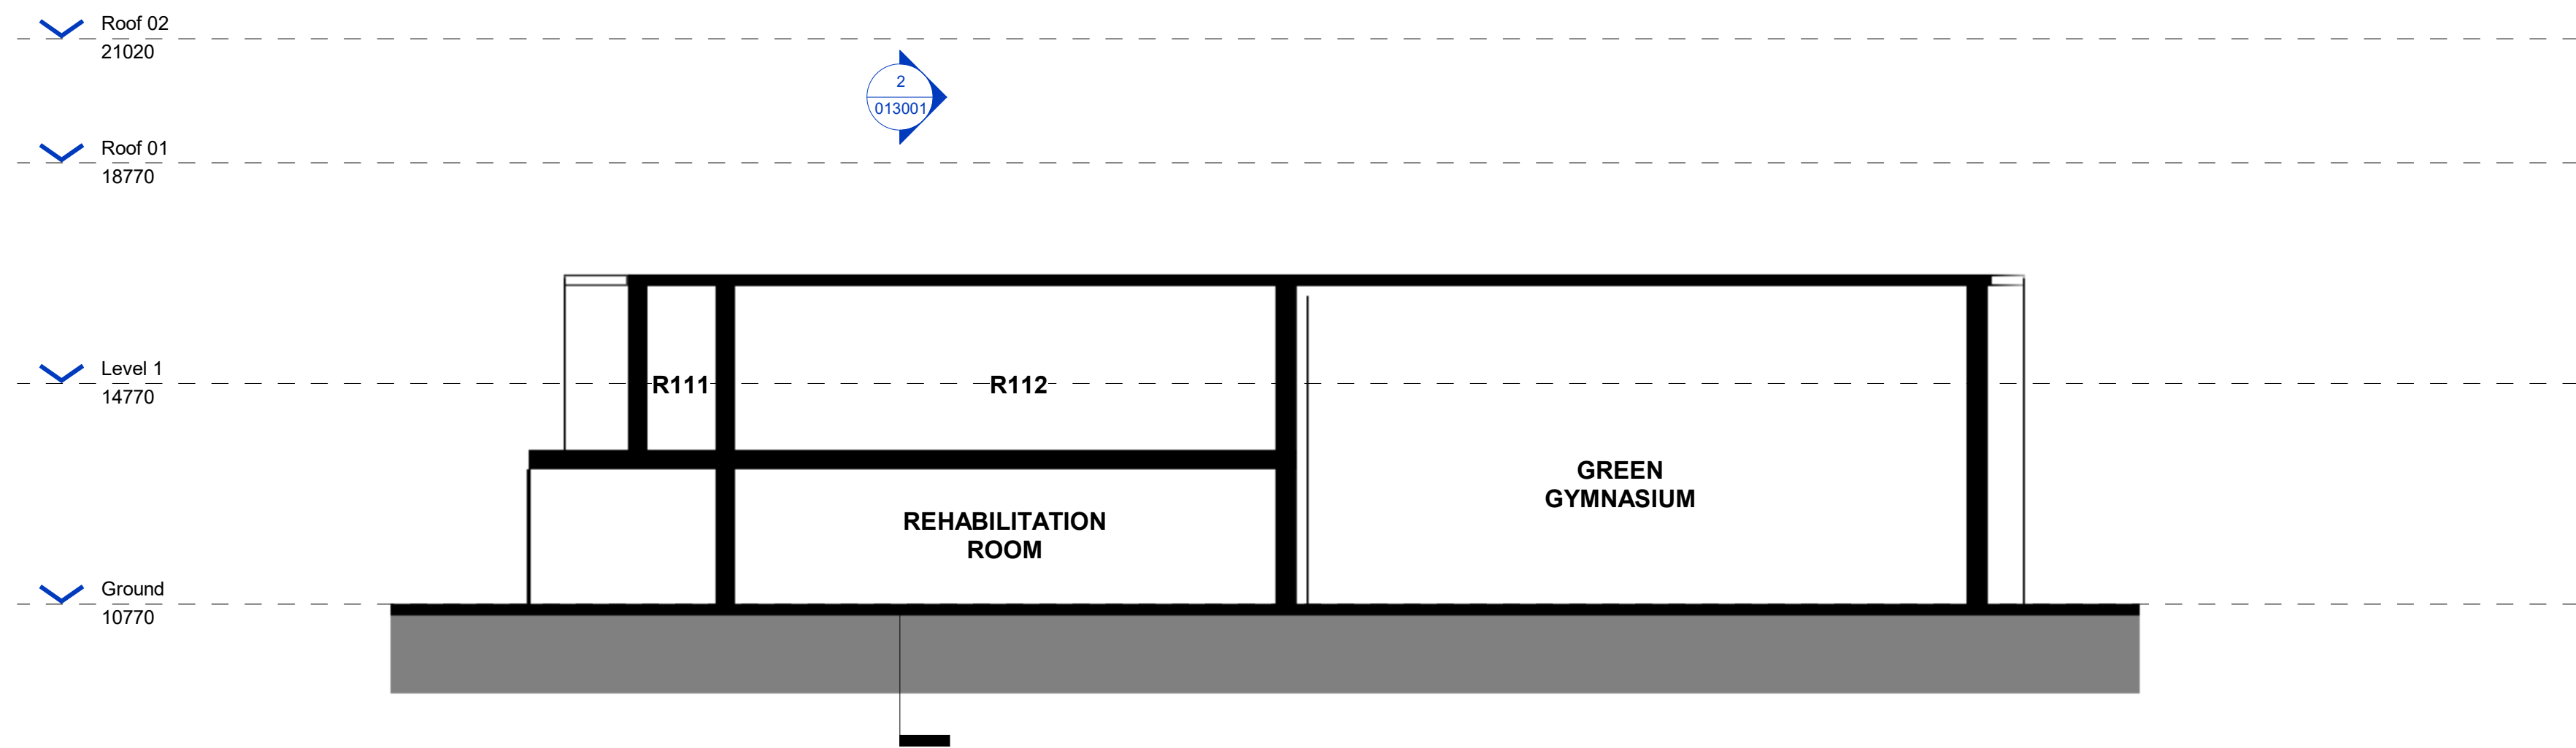 Roof 02
21020
2
013001
Roof 01
18770
Level 1
14770
R111
R112
GREEN
GYMNASIUM
REHABILITATION
ROOM
Ground
10770